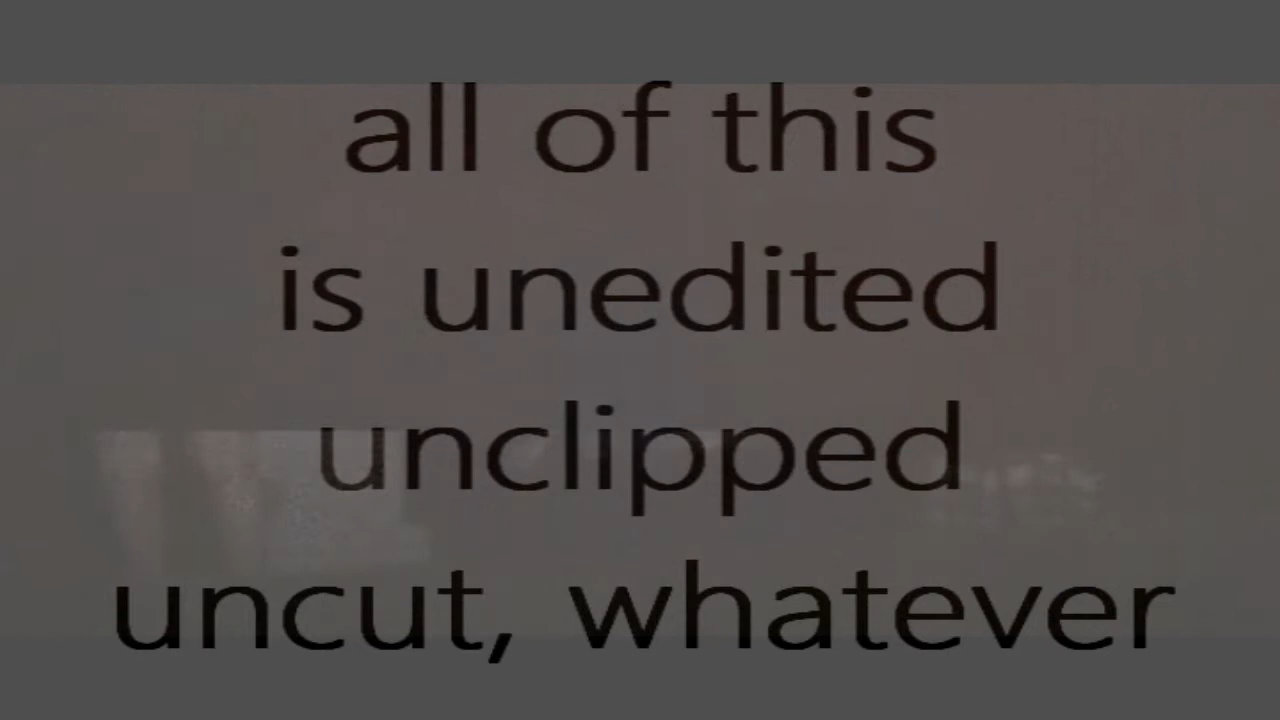 all of this
is unedited
unclipped
uncut, whatever